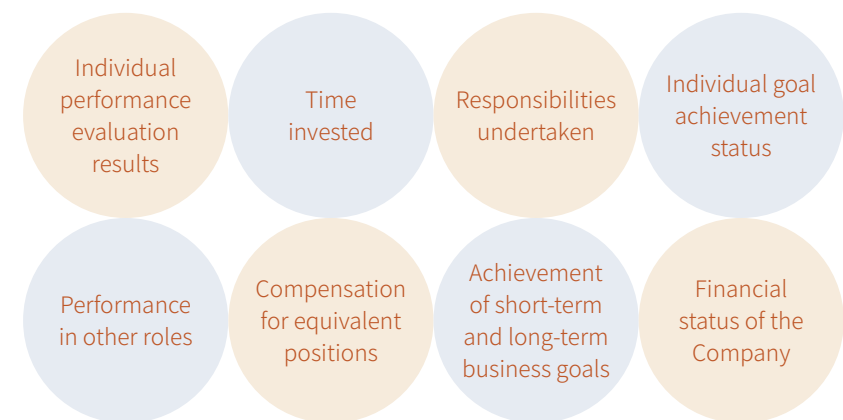 Individual
performance
evaluation
results
Time
invested
Responsibilities
undertaken
Individual goal
achievement
status
Performance
in other roles
Compensation
for equivalent
positions
Achievement
of short-term
and long-term
business goals
Financial
status of the
Company